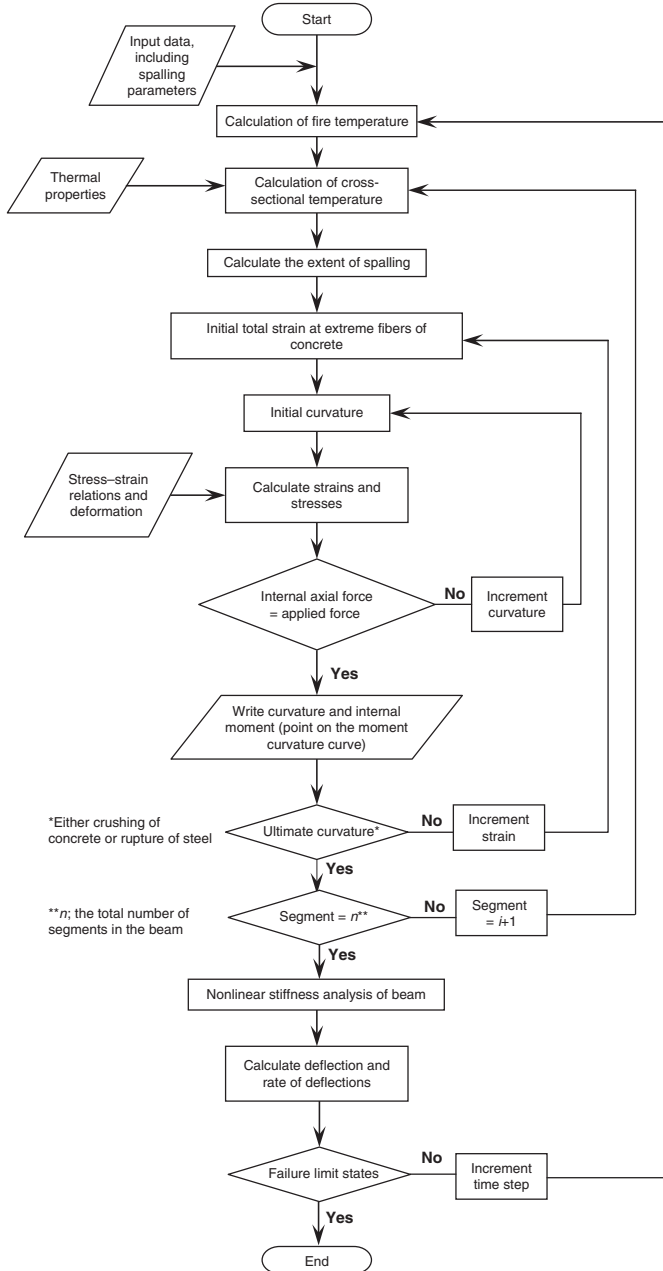 Start
Input data,
including
spalling
parameters
Calculation of fire temperature
Thermal
properties
Calculation of cross-
sectional temperature
Calculate the extent of spalling
Initial total strain at extreme fibers of
concrete
Initial curvature
Stress–strain
relations and
deformation
Calculate strains and
stresses
Internal axial force
= applied force
No
Increment
curvature
Yes
Write curvature and internal
moment (point on the moment
curvature curve)
*Either crushing of
concrete or rupture of steel
Ultimate curvature*
No
Increment
strain
Yes
**n; the total number of
segments in the beam
Segment = n**
No
Segment
= i+1
Yes
Nonlinear stiffness analysis of beam
Calculate deflection and
rate of deflections
Failure limit states
No
Increment
time step
Yes
End